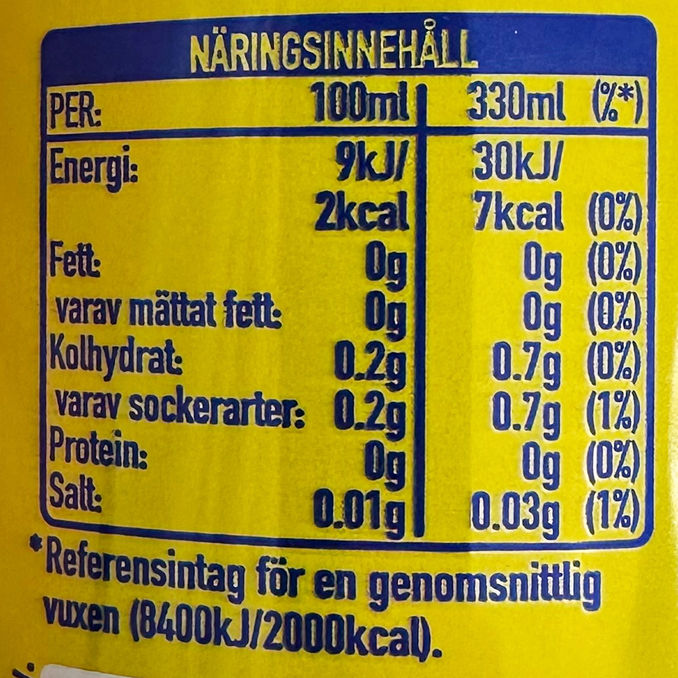 NÄRINGSINNEHÅLL
PER: 100ml 330ml (%*)
Energi: 9kJ/ 30kJ/
2kcal 7kcal (0%)
Fett: 0g 0g (0%)
varav mättat fett: 0g 0g (0%)
Kolhydrat: 0.2g 0.7g (0%)
varav sockerarter: 0.2g 0.7g (1%)
Protein: 0g 0g (0%)
Salt: 0.01g 0.03g (1%)
*Referensintag för en genomsnittlig
vuxen (8400kJ/2000kcal).